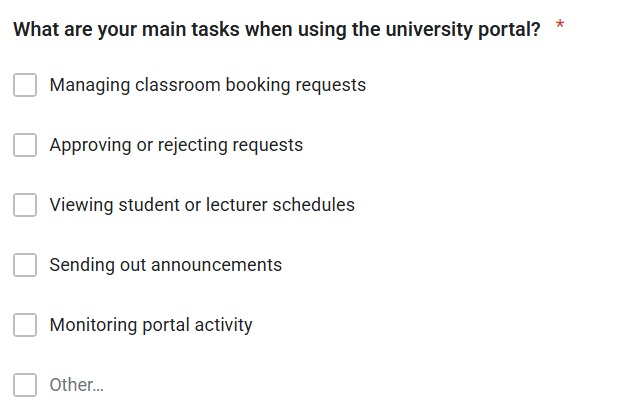 What are your main tasks when using the university portal? *
Managing classroom booking requests
Approving or rejecting requests
Viewing student or lecturer schedules
Sending out announcements
Monitoring portal activity
Other...